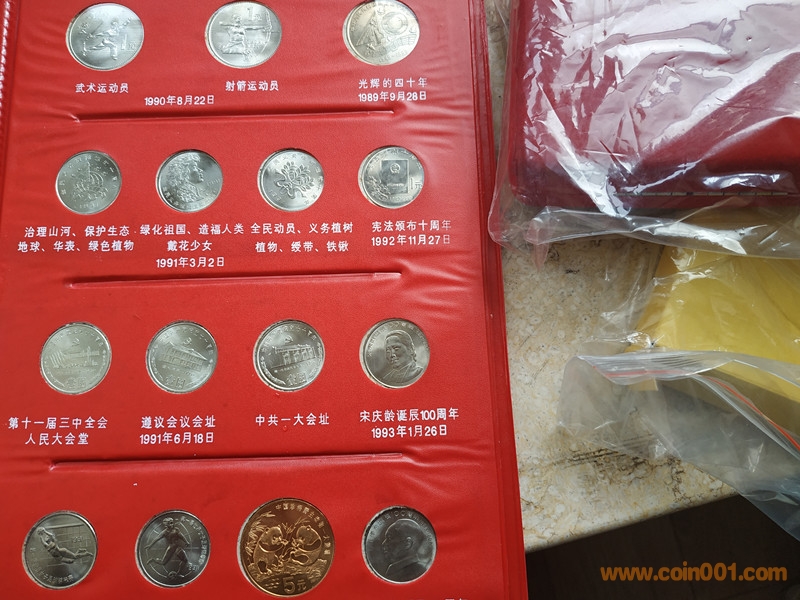 武术运动员 射箭运动员 光辉的四十年
1990年8月22日 1989年9月28日
治理山河、保护生态 绿化祖国、造福人类 全民动员、义务植树 宪法颁布十周年
地球、华表、绿色植物 戴花少女 植物、绶带、铁锹 1992年11月27日
1991年3月2日
第十一届三中全会 遵议会议会址 中共一大会址 宋庆龄诞辰100周年
人民大会堂 1991年6月18日 1993年1月26日
5元
www.coin001.com